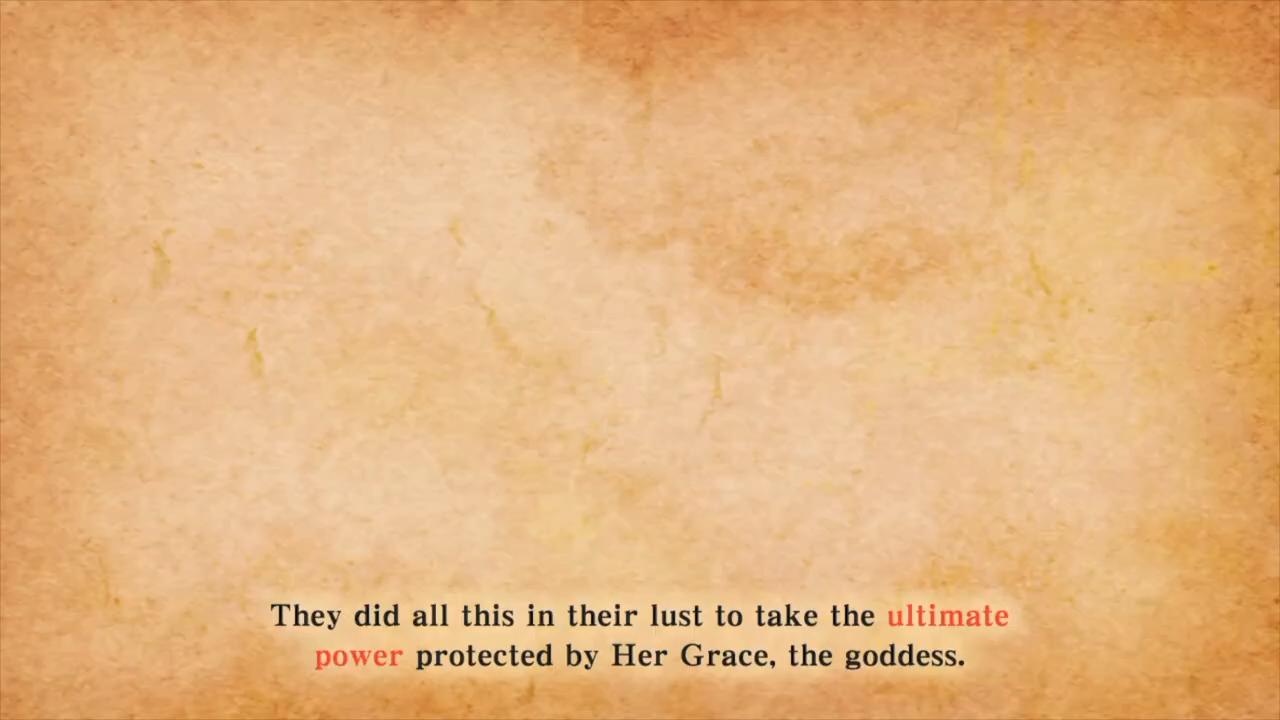 They did all this in their lust to take the ultimate
power protected by Her Grace, the goddess.